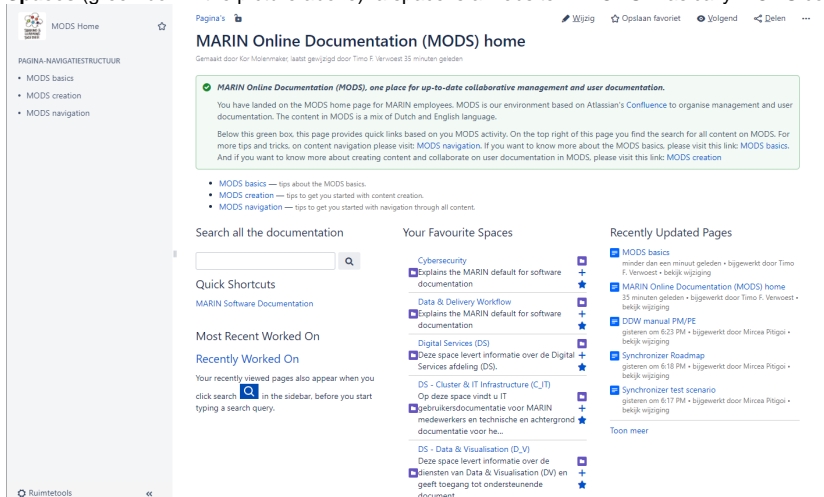 MODS Home
PAGINA-NAVIGATIESTRUCTUUR
MODS basics
MODS creation
MODS navigation
Ruimtetools
Pagina's
Wijzig
Opslaan favoriet
Volgend
Delen
MARIN Online Documentation (MODS) home
Gemaakt door Kor Molenmaker, laatst gewijzigd door Timo F. Verwoest 35 minuten geleden
MARIN Online Documentation (MODS), one place for up-to-date collaborative management and user documentation.
You have landed on the MODS home page for MARIN employees. MODS is our environment based on Atlassian's Confluence to organise management and user
documentation. The content in MODS is a mix of Dutch and English language.
Below this green box, this page provides quick links based on you MODS activity. On the top right of this page you find the search for all content on MODS. For
more tips and tricks, on content navigation please visit: MODS navigation. If you want to know more about the MODS basics, please visit this link: MODS basics.
And if you want to know more about creating content and collaborate on user documentation in MODS, please visit this link: MODS creation
MODS basics — tips about the MODS basics.
MODS creation — tips to get you started with content creation.
MODS navigation — tips to get you started with navigation through all content.
Search all the documentation
Quick Shortcuts
MARIN Software Documentation
Most Recent Worked On
Recently Worked On
Your recently viewed pages also appear when you
click search in the sidebar, before you start
typing a search query.
Your Favourite Spaces
Cybersecurity
Explains the MARIN default for software
documentation
Data & Delivery Workflow
Explains the MARIN default for software
documentation
Digital Services (DS)
Deze space levert informatie over de Digital
Services afdeling (DS).
DS - Cluster & IT Infrastructure (C_IT)
Op deze space vindt u IT
gebruikersdocumentatie voor MARIN
medewerkers en technische en achtergrond
documentatie voor he...
DS - Data & Visualisation (D_V)
Deze space levert informatie over de
diensten van Data & Visualisation (DV) en
geeft toegang tot ondersteunende
Recently Updated Pages
MODS basics
minder dan een minuut geleden • bijgewerkt door Timo
F. Verwoest • bekijk wijziging
MARIN Online Documentation (MODS) home
35 minuten geleden • bijgewerkt door Timo F. Verwoest •
bekijk wijziging
DDW manual PM/PE
gisteren om 6:23 PM • bijgewerkt door Mircea Pitigoi •
bekijk wijziging
Synchronizer Roadmap
gisteren om 6:18 PM • bijgewerkt door Mircea Pitigoi •
bekijk wijziging
Synchronizer test scenario
gisteren om 6:17 PM • bijgewerkt door Mircea Pitigoi •
bekijk wijziging
Toon meer